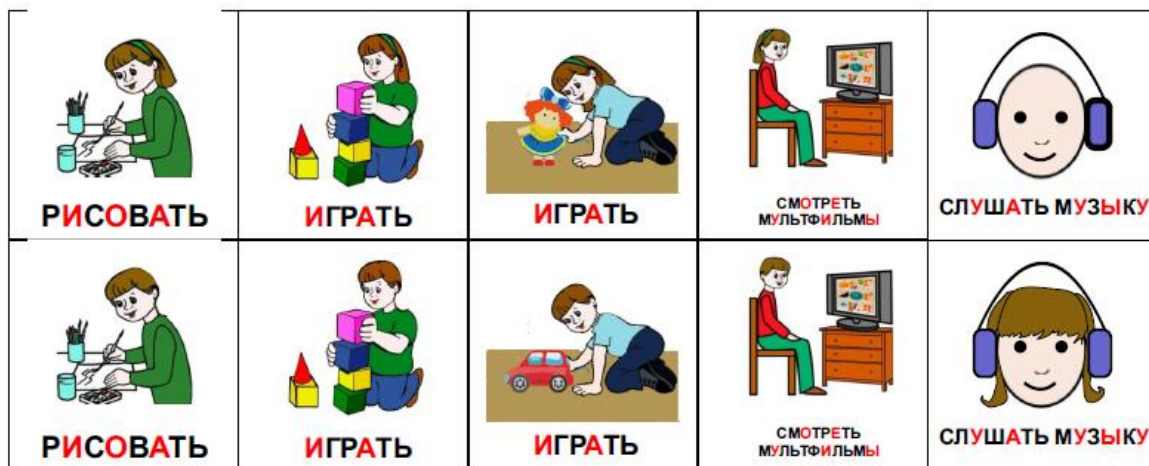 РИСОВАТЬ
ИГРАТЬ
ИГРАТЬ
СМОТРЕТЬ
МУЛЬТФИЛЬМЫ
СЛУШАТЬ МУЗЫКУ
РИСОВАТЬ
ИГРАТЬ
ИГРАТЬ
СМОТРЕТЬ
МУЛЬТФИЛЬМЫ
СЛУШАТЬ МУЗЫКУ